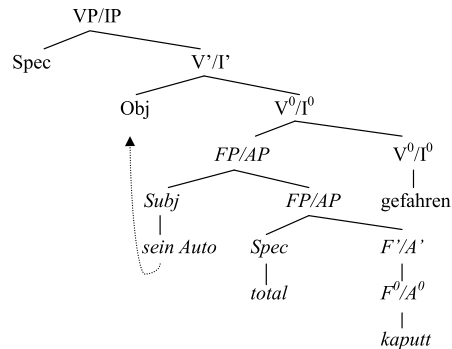 VP/IP
Spec V’/I’
Obj V⁰/I⁰
FP/AP V⁰/I⁰
Subj FP/AP gefahren
sein Auto Spec F’/A’
total F⁰/A⁰
kaputt